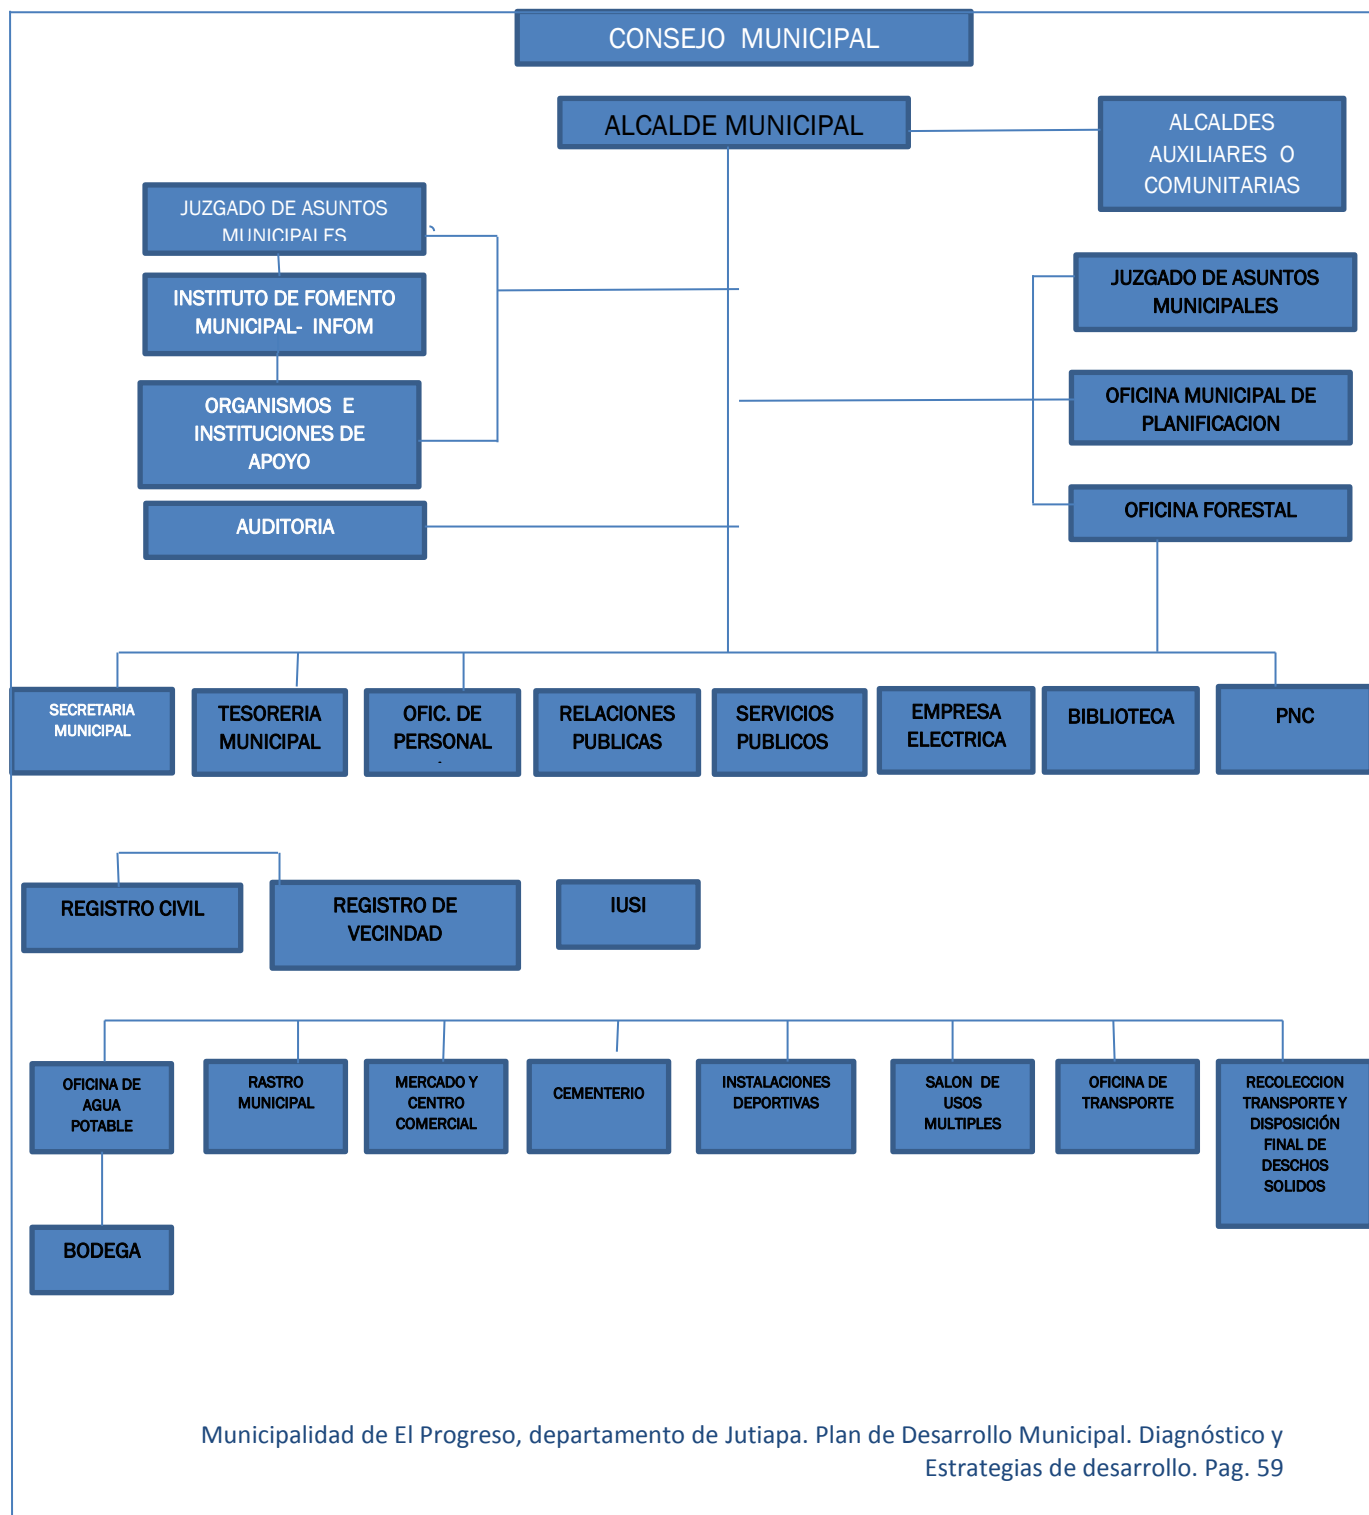 CONSEJO MUNICIPAL
ALCALDE MUNICIPAL
ALCALDES
AUXILIARES O
COMUNITARIAS
JUZGADO DE ASUNTOS
MUNICIPALES
INSTITUTO DE FOMENTO
MUNICIPAL- INFOM
ORGANISMOS E
INSTITUCIONES DE
APOYO
AUDITORIA
JUZGADO DE ASUNTOS
MUNICIPALES
OFICINA MUNICIPAL DE
PLANIFICACION
OFICINA FORESTAL
SECRETARIA
MUNICIPAL
TESORERIA
MUNICIPAL
OFIC. DE
PERSONAL
RELACIONES
PUBLICAS
SERVICIOS
PUBLICOS
EMPRESA
ELECTRICA
BIBLIOTECA
PNC
REGISTRO CIVIL
REGISTRO DE
VECINDAD
IUSI
OFICINA DE
AGUA
POTABLE
RASTRO
MUNICIPAL
MERCADO Y
CENTRO
COMERCIAL
CEMENTERIO
INSTALACIONES
DEPORTIVAS
SALON DE
USOS
MULTIPLES
OFICINA DE
TRANSPORTE
RECOLECCION
TRANSPORTE Y
DISPOSICIÓN
FINAL DE
DESCHOS
SOLIDOS
BODEGA
Municipalidad de El Progreso, departamento de Jutiapa. Plan de Desarrollo Municipal. Diagnóstico y
Estrategias de desarrollo. Pag. 59